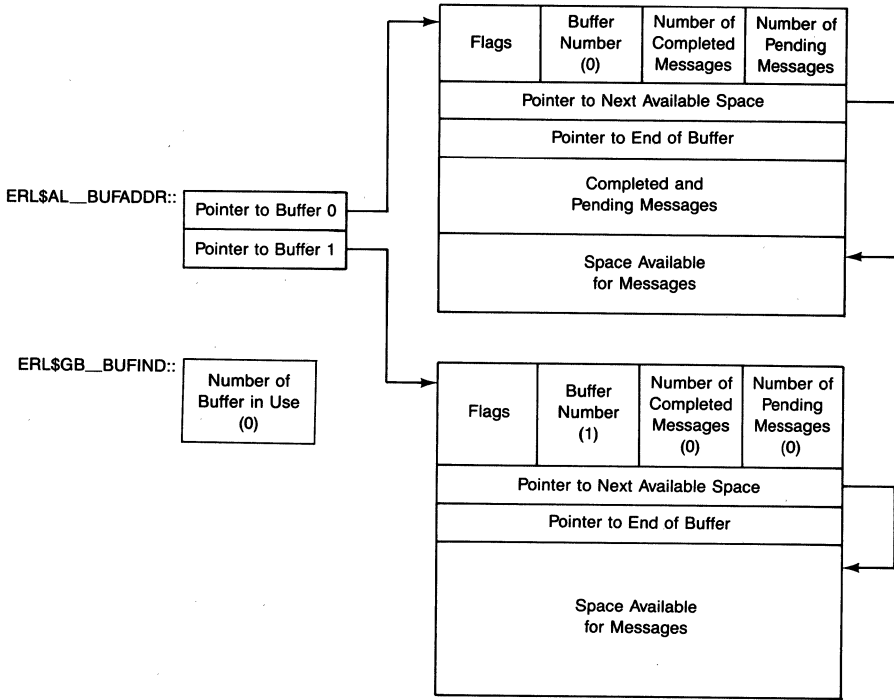 Flags
Buffer
Number
(0)
Number of
Completed
Messages
Number of
Pending
Messages
Pointer to Next Available Space
Pointer to End of Buffer
Completed and
Pending Messages
Space Available
for Messages
ERL$AL__BUFADDR::
Pointer to Buffer 0
Pointer to Buffer 1
ERL$GB__BUFIND::
Number of
Buffer in Use
(0)
Flags
Buffer
Number
(1)
Number of
Completed
Messages
(0)
Number of
Pending
Messages
(0)
Pointer to Next Available Space
Pointer to End of Buffer
Space Available
for Messages